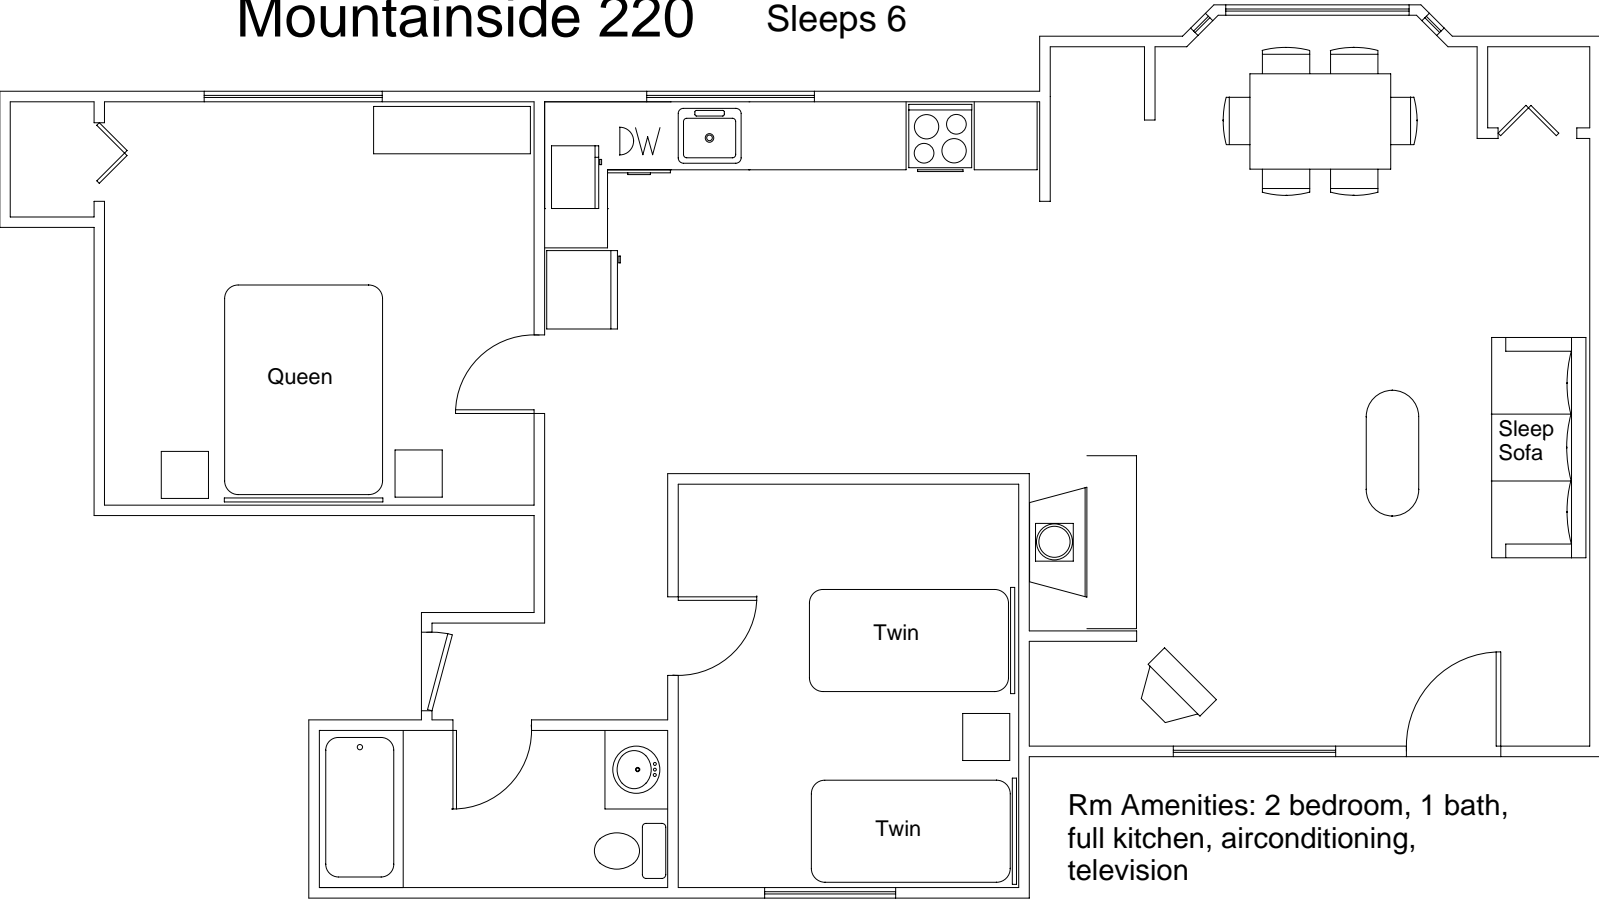 Mountainside 220
Sleeps 6
DW
Queen
Sleep
Sofa
Twin
Twin
Rm Amenities: 2 bedroom, 1 bath,
full kitchen, airconditioning,
television